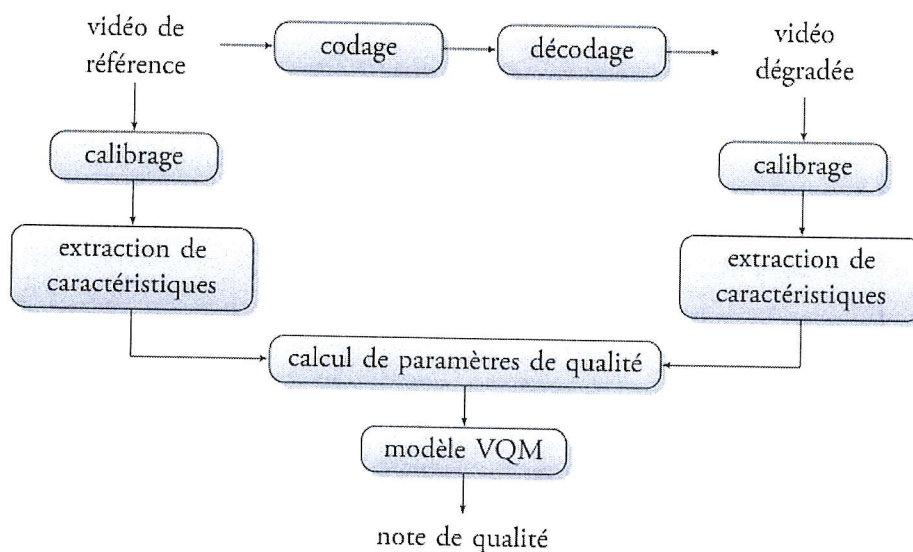 vidéo de
référence
codage
décodage
vidéo
dégradée
calibrage
calibrage
extraction de
caractéristiques
extraction de
caractéristiques
calcul de paramètres de qualité
modèle VQM
note de qualité